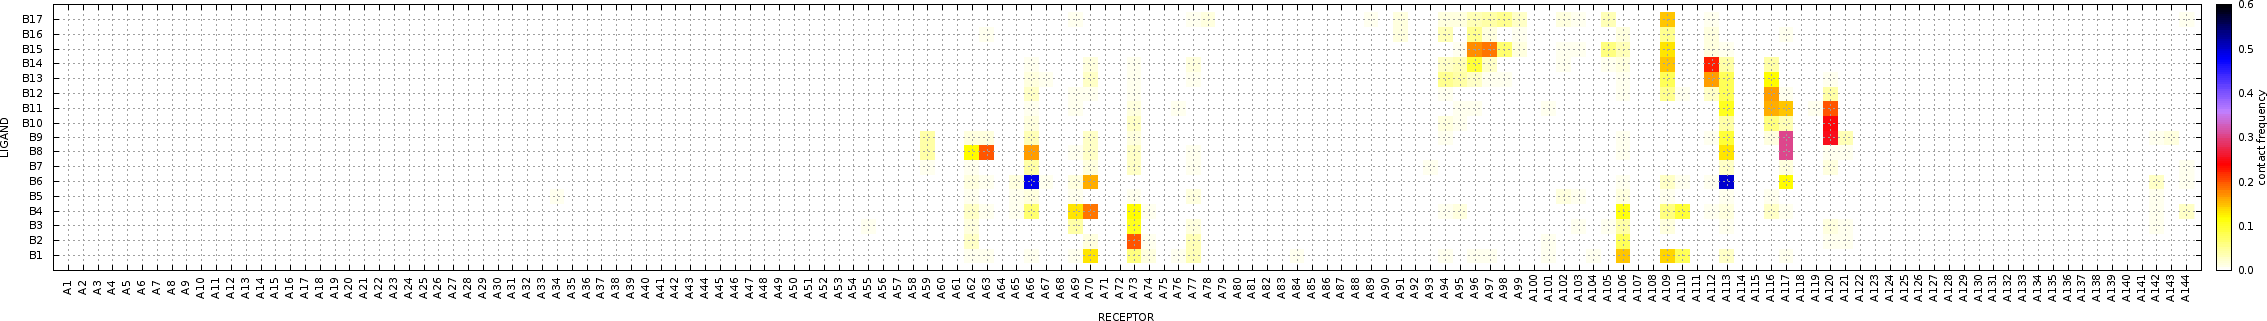 B17
B16
B15
B14
B13
B12
B11
B10
B9
B8
B7
B6
B5
B4
B3
B2
B1
LIGAND
A1 A2 A3 A4 A5 A6 A7 A8 A9 A10 A11 A12 A13 A14 A15 A16 A17 A18 A19 A20 A21 A22 A23 A24 A25 A26 A27 A28 A29 A30 A31 A32 A33 A34 A35 A36 A37 A38 A39 A40 A41 A42 A43 A44 A45 A46 A47 A48 A49 A50 A51 A52 A53 A54 A55 A56 A57 A58 A59 A60 A61 A62 A63 A64 A65 A66 A67 A68 A69 A70 A71 A72 A73 A74 A75 A76 A77 A78 A79 A80 A81 A82 A83 A84 A85 A86 A87 A88 A89 A90 A91 A92 A93 A94 A95 A96 A97 A98 A99 A100 A101 A102 A103 A104 A105 A106 A107 A108 A109 A110 A111 A112 A113 A114 A115 A116 A117 A118 A119 A120 A121 A122 A123 A124 A125 A126 A127 A128 A129 A130 A131 A132 A133 A134 A135 A136 A137 A138 A139 A140 A141 A142 A143 A144
RECEPTOR
0.6
0.5
0.4
0.3
0.2
0.1
0.0
contact frequency